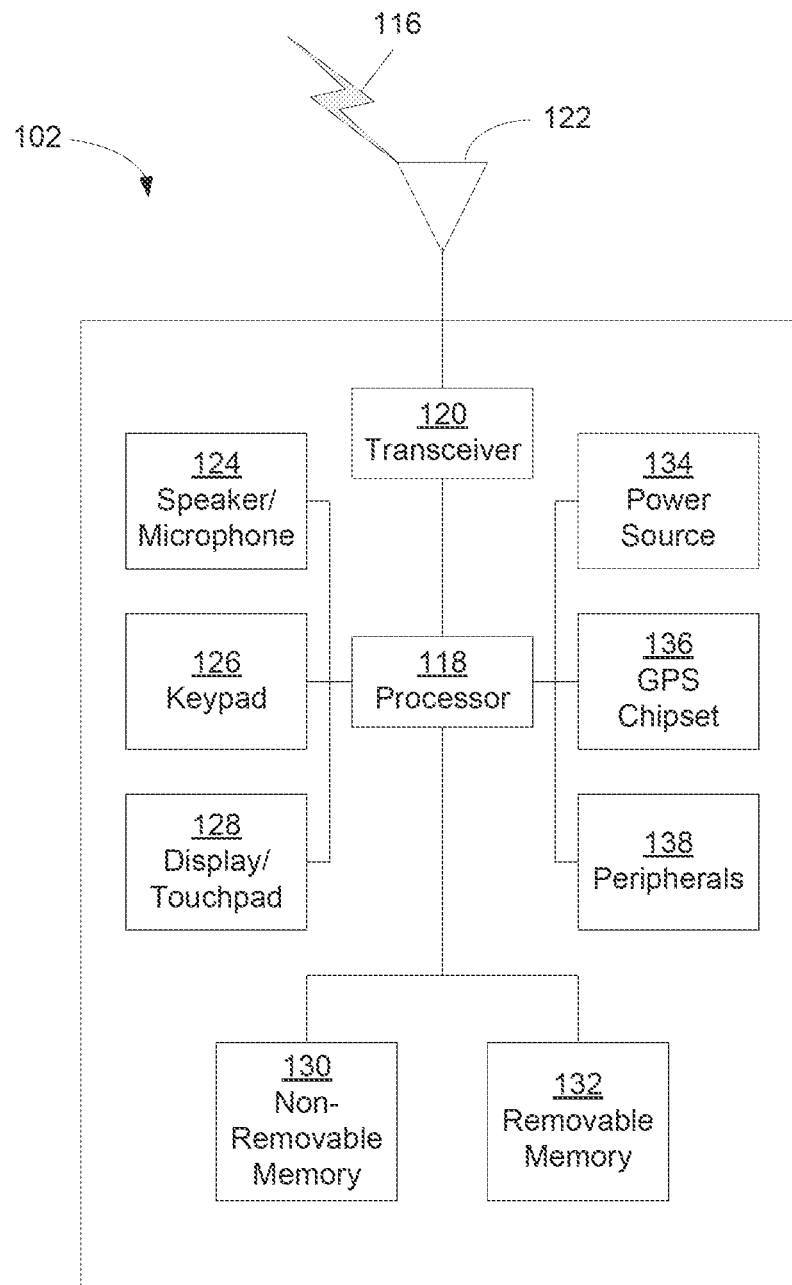 116
122
102
120
Transceiver
124
Speaker/
Microphone
134
Power
Source
126
Keypad
118
Processor
136
GPS
Chipset
128
Display/
Touchpad
138
Peripherals
130
Non-
Removable
Memory
132
Removable
Memory